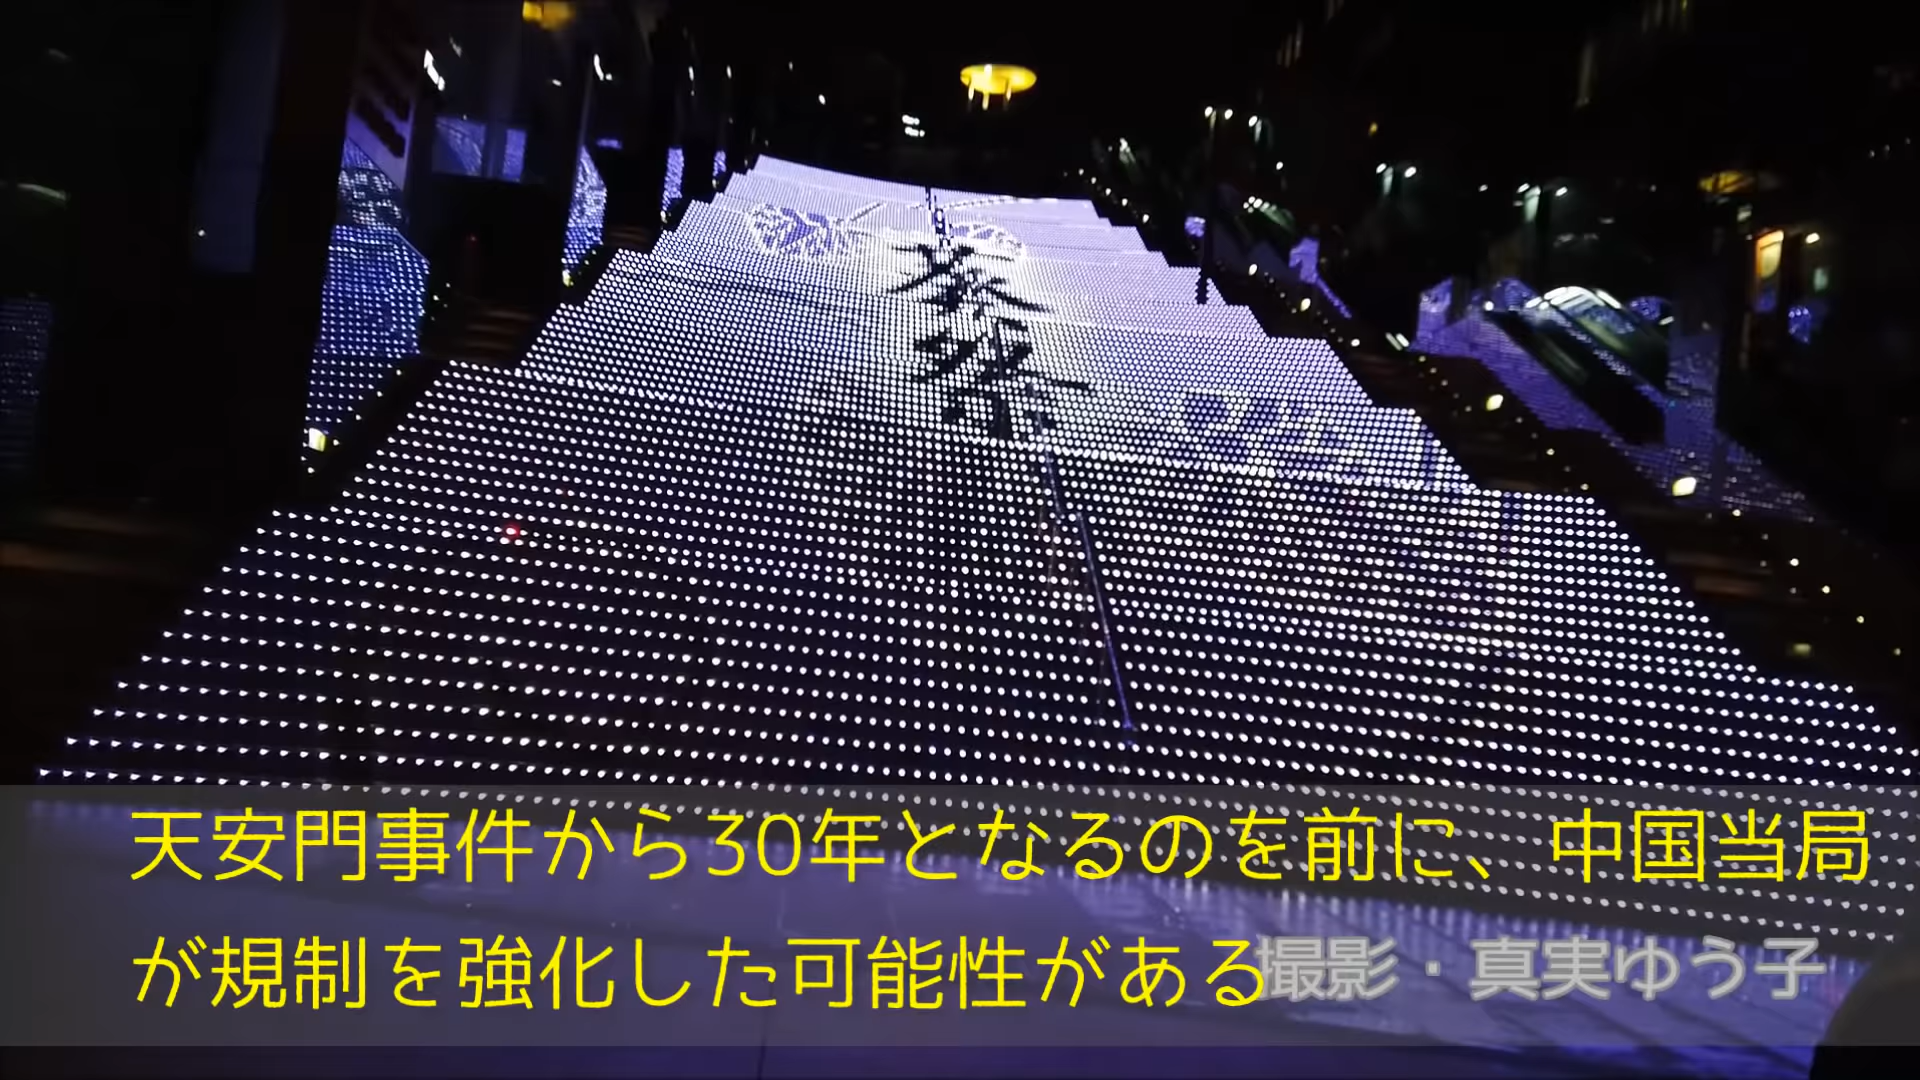 天安門事件から30年となるのを前に、中国当局
が規制を強化した可能性がある
撮影・真実ゆう子